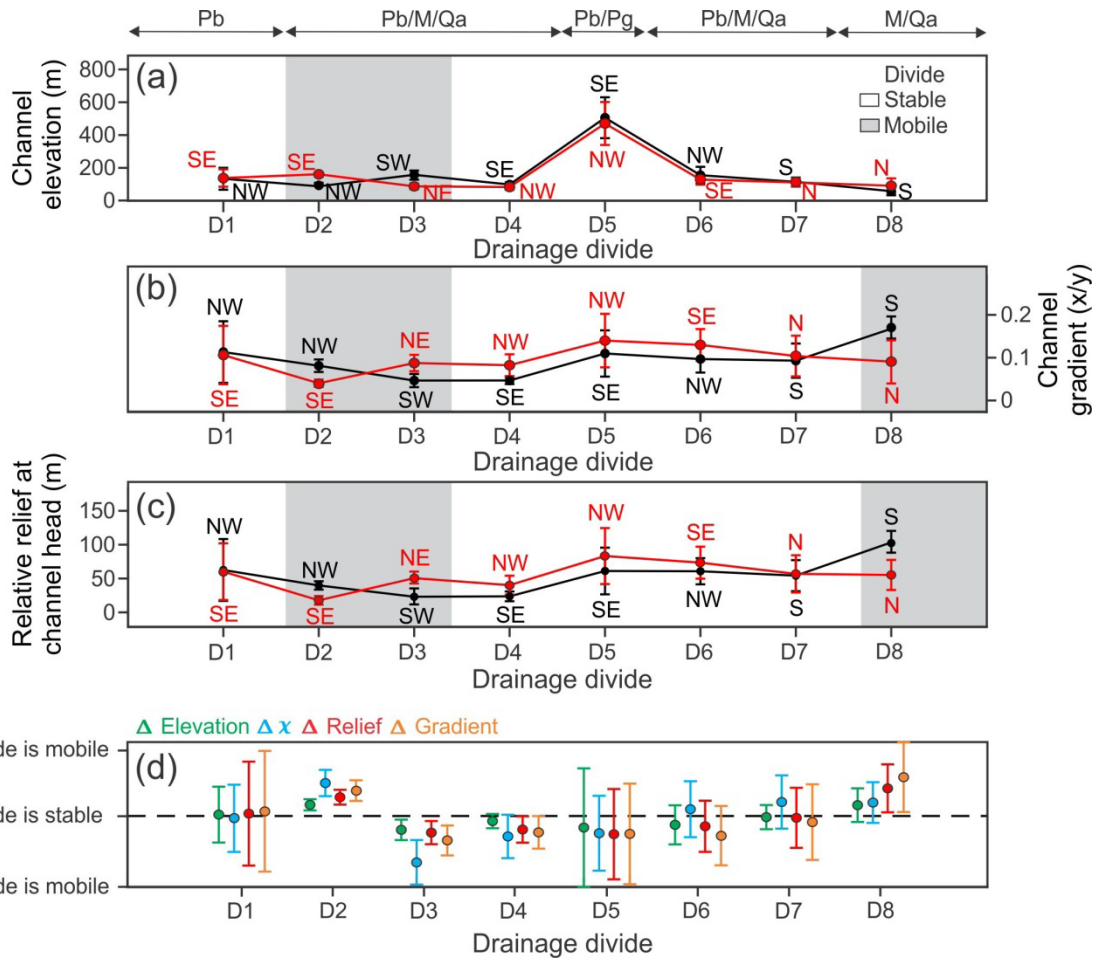 Pb Pb/M/Qa Pb/Pg Pb/M/Qa M/Qa
(a)
Channel elevation (m)
800
600
400
200
0
Divide
Stable
Mobile
SE NW SE NW SW NE SE NW SE NW NW SE S N N S
D1 D2 D3 D4 D5 D6 D7 D8
Drainage divide
(b)
NW SE NW SE NE SW NW SE NW SE SE NW N S S N
0.2
0.1
0
Channel gradient (x/y)
D1 D2 D3 D4 D5 D6 D7 D8
Drainage divide
(c)
Relative relief at channel head (m)
150
100
50
0
NW SE NW SE NE SW NW SE NW SE SE NW N S S N
D1 D2 D3 D4 D5 D6 D7 D8
Drainage divide
Δ Elevation Δ χ Δ Relief Δ Gradient
(d)
de is mobile
de is stable
de is mobile
D1 D2 D3 D4 D5 D6 D7 D8
Drainage divide